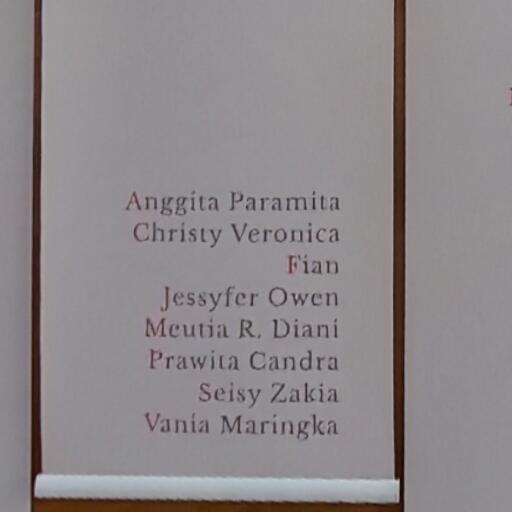 Anggita Paramita
Christy Veronica
Fian
Jessyfer Owen
Meutia R. Diani
Prawita Candra
Seisy Zakia
Vania Maringka